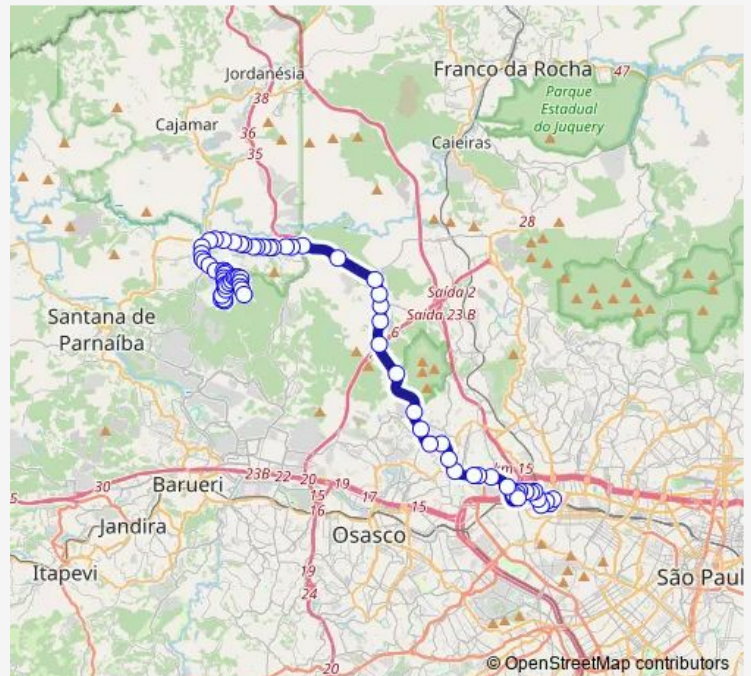 Jordanésia
Franco da Rocha
47
Parque
Estadual
do Juquery
38
Cajamar
36
35
Caieiras
28
Saída 2
Saída 23 B
Santana de
Parnaíba
6
km 15
23B
22
20
19
17
15
5
30
Barueri
15
16
Jandira
Osasco
Itapevi
19
24
São Paul
20
© OpenStreetMap contributors